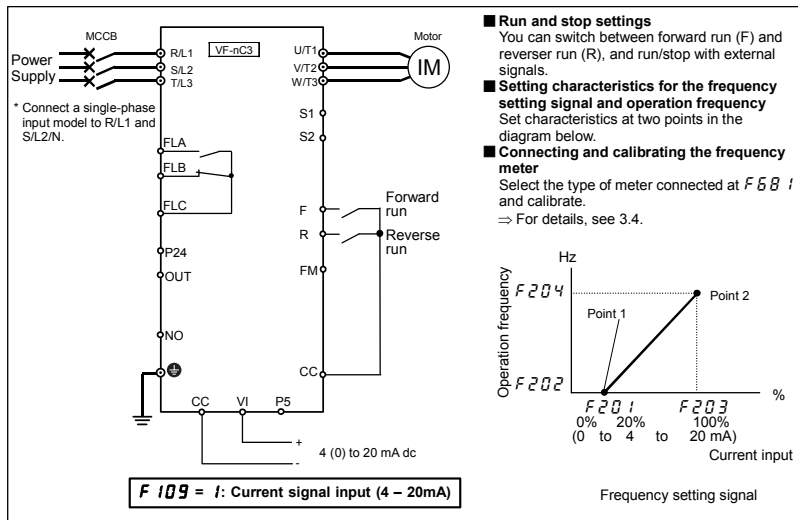 MCCB
Power
Supply
R/L1
S/L2
T/L3
VF-nC3
U/T1
V/T2
W/T3
Motor
IM
* Connect a single-phase
input model to R/L1 and
S/L2/N.
S1
S2
FLA
FLB
FLC
F
R
Forward
run
Reverse
run
P24
OUT
FM
NO
CC
CC
VI
P5
+
-
4 (0) to 20 mA dc
F109 = 1: Current signal input (4 – 20mA)
■ Run and stop settings
You can switch between forward run (F) and
reverser run (R), and run/stop with external
signals.
■ Setting characteristics for the frequency
setting signal and operation frequency
Set characteristics at two points in the
diagram below.
■ Connecting and calibrating the frequency
meter
Select the type of meter connected at F681
and calibrate.
⇒ For details, see 3.4.
Hz
Operation frequency
F204
F202
Point 1
Point 2
%
F201 F203
0% 20% 100%
(0 to 4 to 20 mA)
Current input
Frequency setting signal